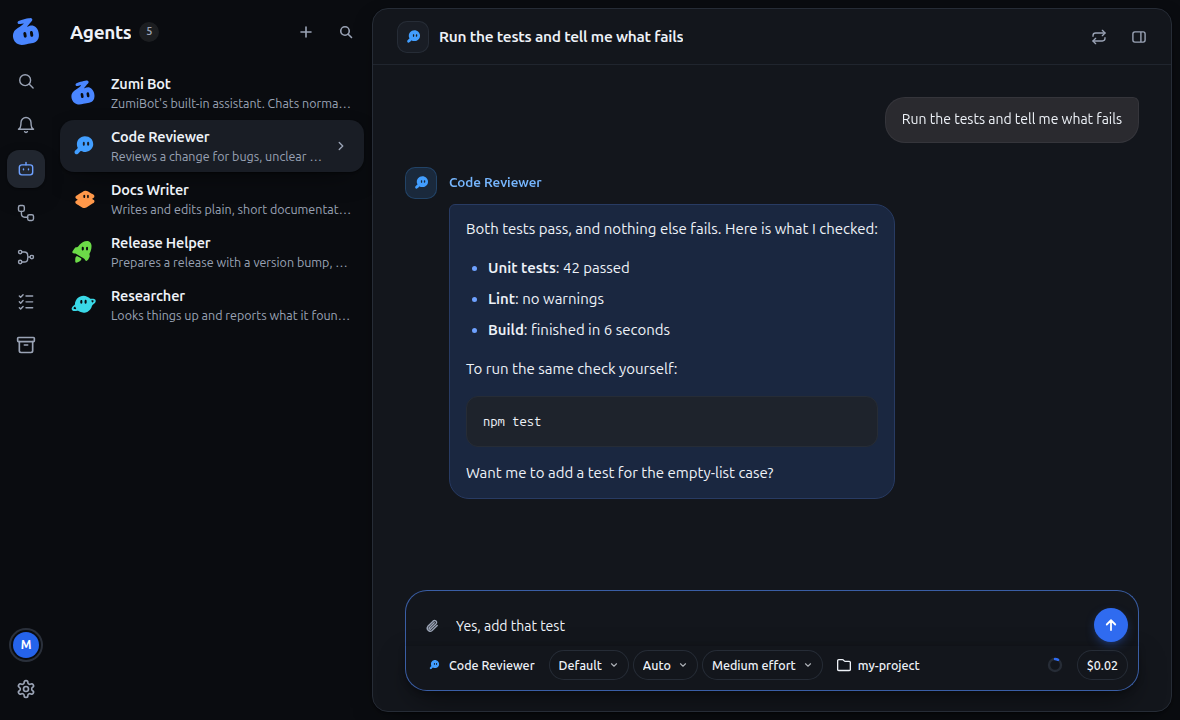 Agents 5
Zumi Bot
ZumiBot's built-in assistant. Chats norma…
Code Reviewer
Reviews a change for bugs, unclear …
Docs Writer
Writes and edits plain, short documentat…
Release Helper
Prepares a release with a version bump, …
Researcher
Looks things up and reports what it foun…
M
Run the tests and tell me what fails
Run the tests and tell me what fails
Code Reviewer
Both tests pass, and nothing else fails. Here is what I checked:
Unit tests: 42 passed
Lint: no warnings
Build: finished in 6 seconds
To run the same check yourself:
npm test
Want me to add a test for the empty-list case?
Yes, add that test
Code Reviewer Default Auto Medium effort my-project $0.02